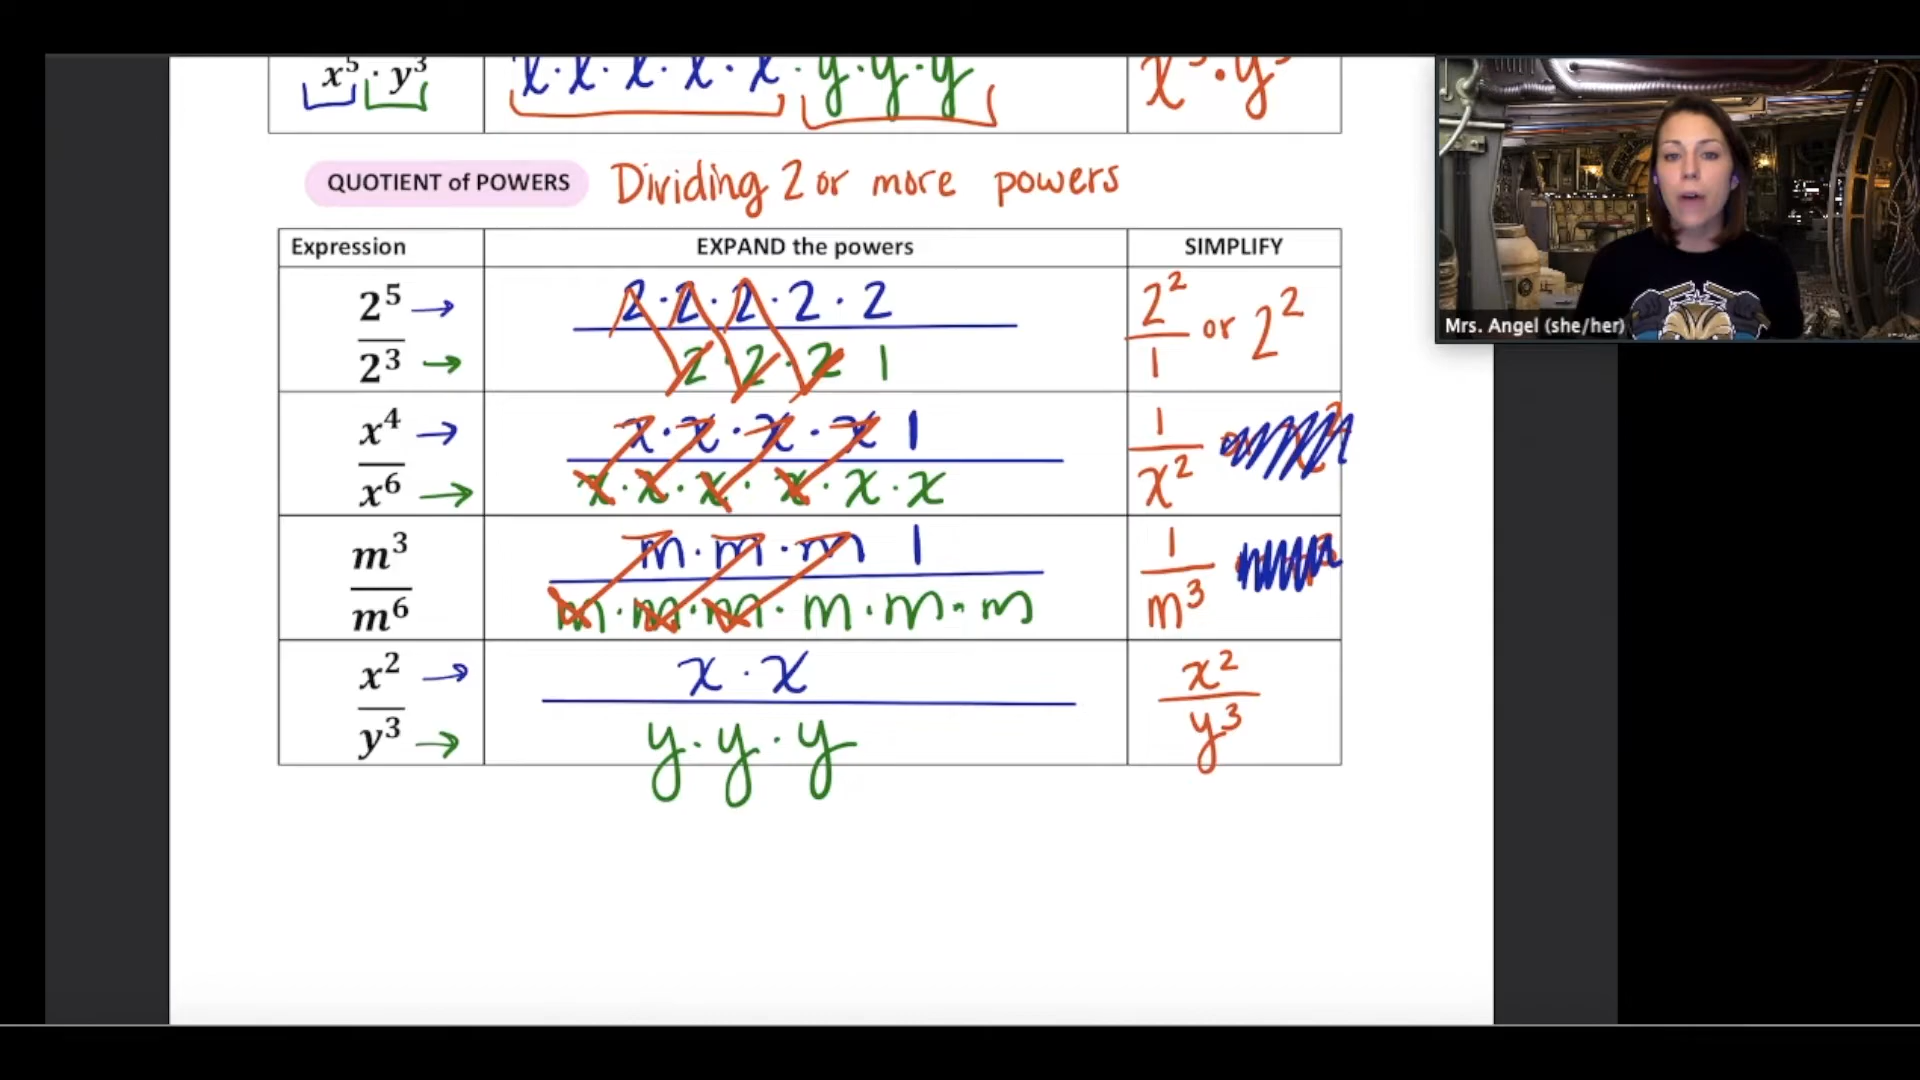 x⁵ · y³ x · x · x · x · x · y · y · y x⁵ · y³
QUOTIENT of POWERS Dividing 2 or more powers
Expression EXPAND the powers SIMPLIFY
2⁵ → 2 · 2 · 2 · 2 · 2 2² or 2²
2³ → 2 · 2 · 2 1 1
x⁴ → x · x · x · x 1 1
x⁶ → x · x · x · x · x · x x²
m³ m · m · m 1 1
m⁶ m · m · m · m · m · m m³
x² → x · x x²
y³ → y · y · y y³
Mrs. Angel (she/her)